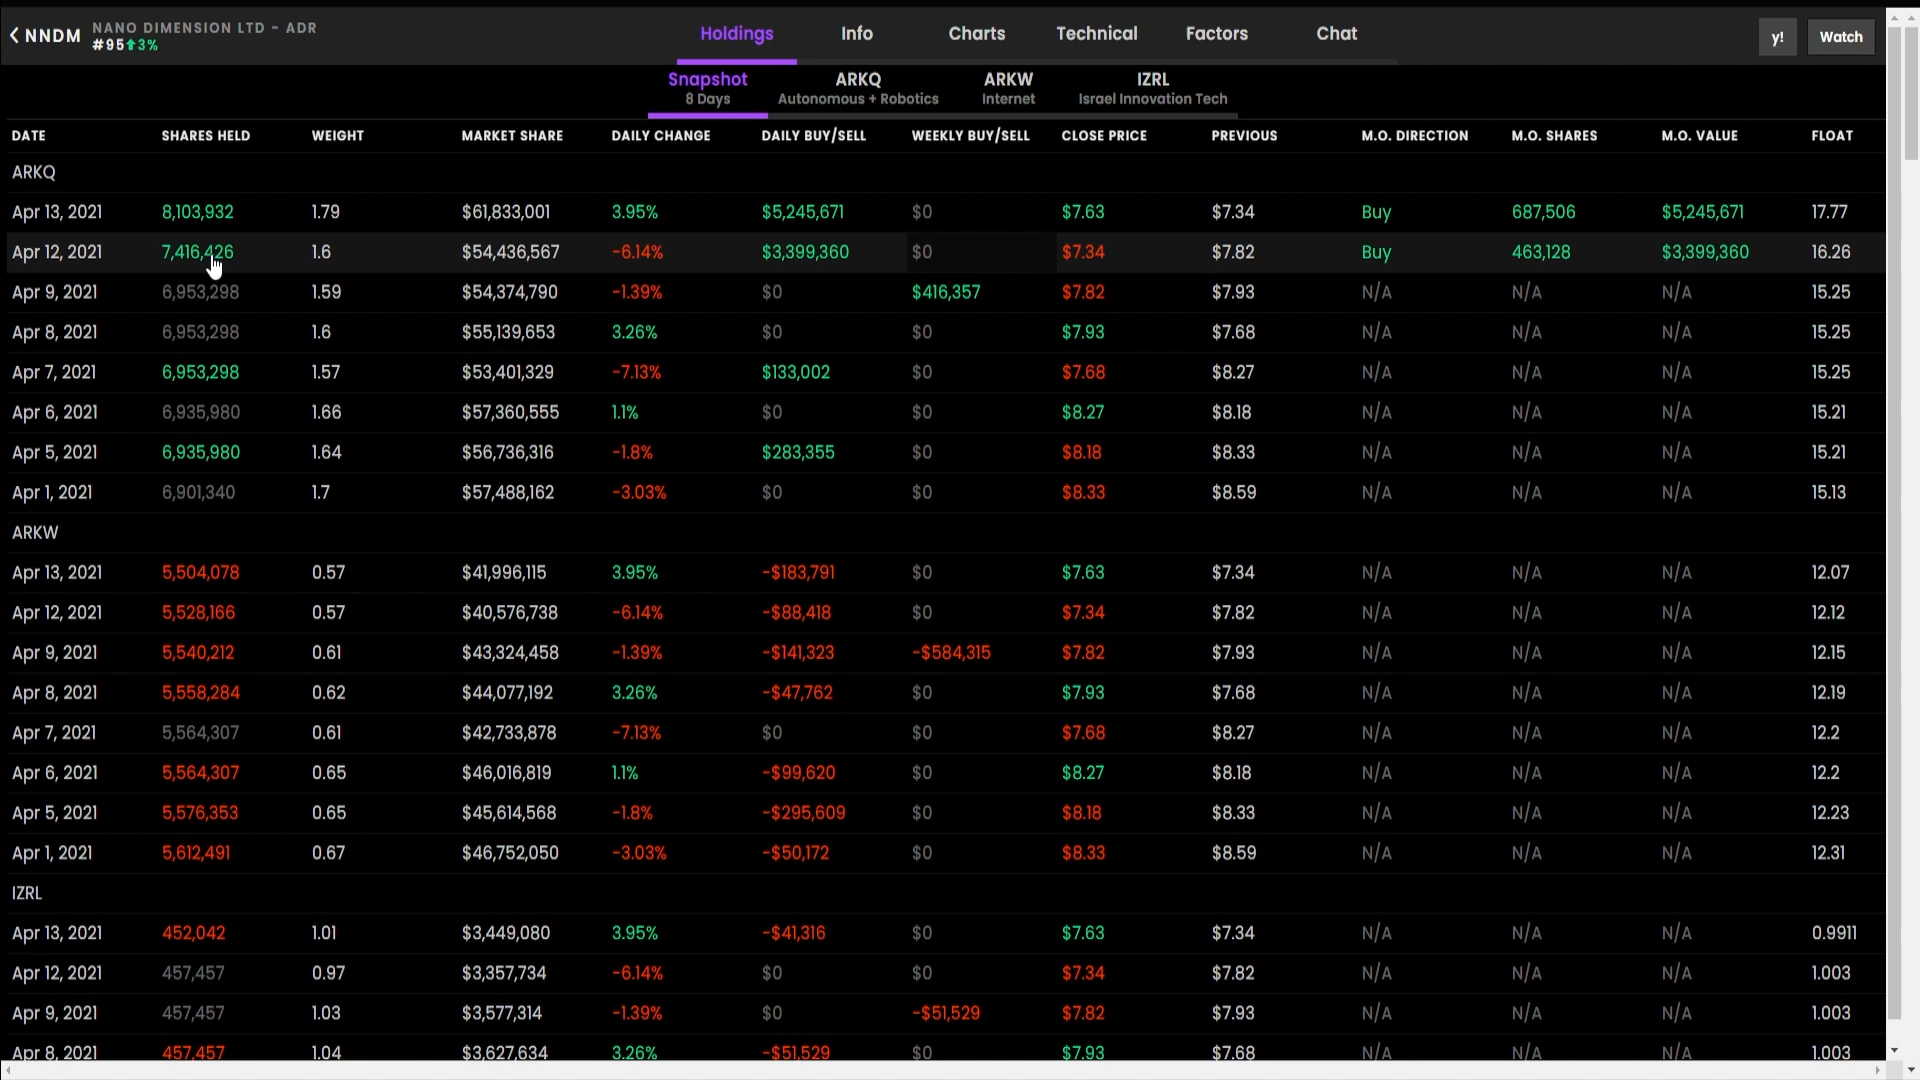 NNDM NANO DIMENSION LTD - ADR
#95 3%
Holdings Info Charts Technical Factors Chat
y! Watch
Snapshot ARKQ ARKW IZRL
8 Days Autonomous + Robotics Internet Israel Innovation Tech
DATE SHARES HELD WEIGHT MARKET SHARE DAILY CHANGE DAILY BUY/SELL WEEKLY BUY/SELL CLOSE PRICE PREVIOUS M.O. DIRECTION M.O. SHARES M.O. VALUE FLOAT
ARKQ
Apr 13, 2021 8,103,932 1.79 $61,833,001 3.95% $5,245,671 $0 $7.63 $7.34 Buy 687,506 $5,245,671 17.77
Apr 12, 2021 7,416,426 1.6 $54,436,567 -6.14% $3,399,360 $0 $7.34 $7.82 Buy 463,128 $3,399,360 16.26
Apr 9, 2021 6,953,298 1.59 $54,374,790 -1.39% $0 $416,357 $7.82 $7.93 N/A N/A N/A 15.25
Apr 8, 2021 6,953,298 1.6 $55,139,653 3.26% $0 $0 $7.93 $7.68 N/A N/A N/A 15.25
Apr 7, 2021 6,953,298 1.57 $53,401,329 -7.13% $133,002 $0 $7.68 $8.27 N/A N/A N/A 15.25
Apr 6, 2021 6,935,980 1.66 $57,360,555 1.1% $0 $0 $8.27 $8.18 N/A N/A N/A 15.21
Apr 5, 2021 6,935,980 1.64 $56,736,316 -1.8% $283,355 $0 $8.18 $8.33 N/A N/A N/A 15.21
Apr 1, 2021 6,901,340 1.7 $57,488,162 -3.03% $0 $0 $8.33 $8.59 N/A N/A N/A 15.13
ARKW
Apr 13, 2021 5,504,078 0.57 $41,996,115 3.95% -$183,791 $0 $7.63 $7.34 N/A N/A N/A 12.07
Apr 12, 2021 5,528,166 0.57 $40,576,738 -6.14% -$88,418 $0 $7.34 $7.82 N/A N/A N/A 12.12
Apr 9, 2021 5,540,212 0.61 $43,324,458 -1.39% -$141,323 -$584,315 $7.82 $7.93 N/A N/A N/A 12.15
Apr 8, 2021 5,558,284 0.62 $44,077,192 3.26% -$47,762 $0 $7.93 $7.68 N/A N/A N/A 12.19
Apr 7, 2021 5,564,307 0.61 $42,733,878 -7.13% $0 $0 $7.68 $8.27 N/A N/A N/A 12.2
Apr 6, 2021 5,564,307 0.65 $46,016,819 1.1% -$99,620 $0 $8.27 $8.18 N/A N/A N/A 12.2
Apr 5, 2021 5,576,353 0.65 $45,614,568 -1.8% -$295,609 $0 $8.18 $8.33 N/A N/A N/A 12.23
Apr 1, 2021 5,612,491 0.67 $46,752,050 -3.03% -$50,172 $0 $8.33 $8.59 N/A N/A N/A 12.31
IZRL
Apr 13, 2021 452,042 1.01 $3,449,080 3.95% -$41,316 $0 $7.63 $7.34 N/A N/A N/A 0.9911
Apr 12, 2021 457,457 0.97 $3,357,734 -6.14% $0 $0 $7.34 $7.82 N/A N/A N/A 1.003
Apr 9, 2021 457,457 1.03 $3,577,314 -1.39% $0 -$51,529 $7.82 $7.93 N/A N/A N/A 1.003
Apr 8, 2021 457,457 1.04 $3,627,634 3.26% -$51,529 $0 $7.93 $7.68 N/A N/A N/A 1.003